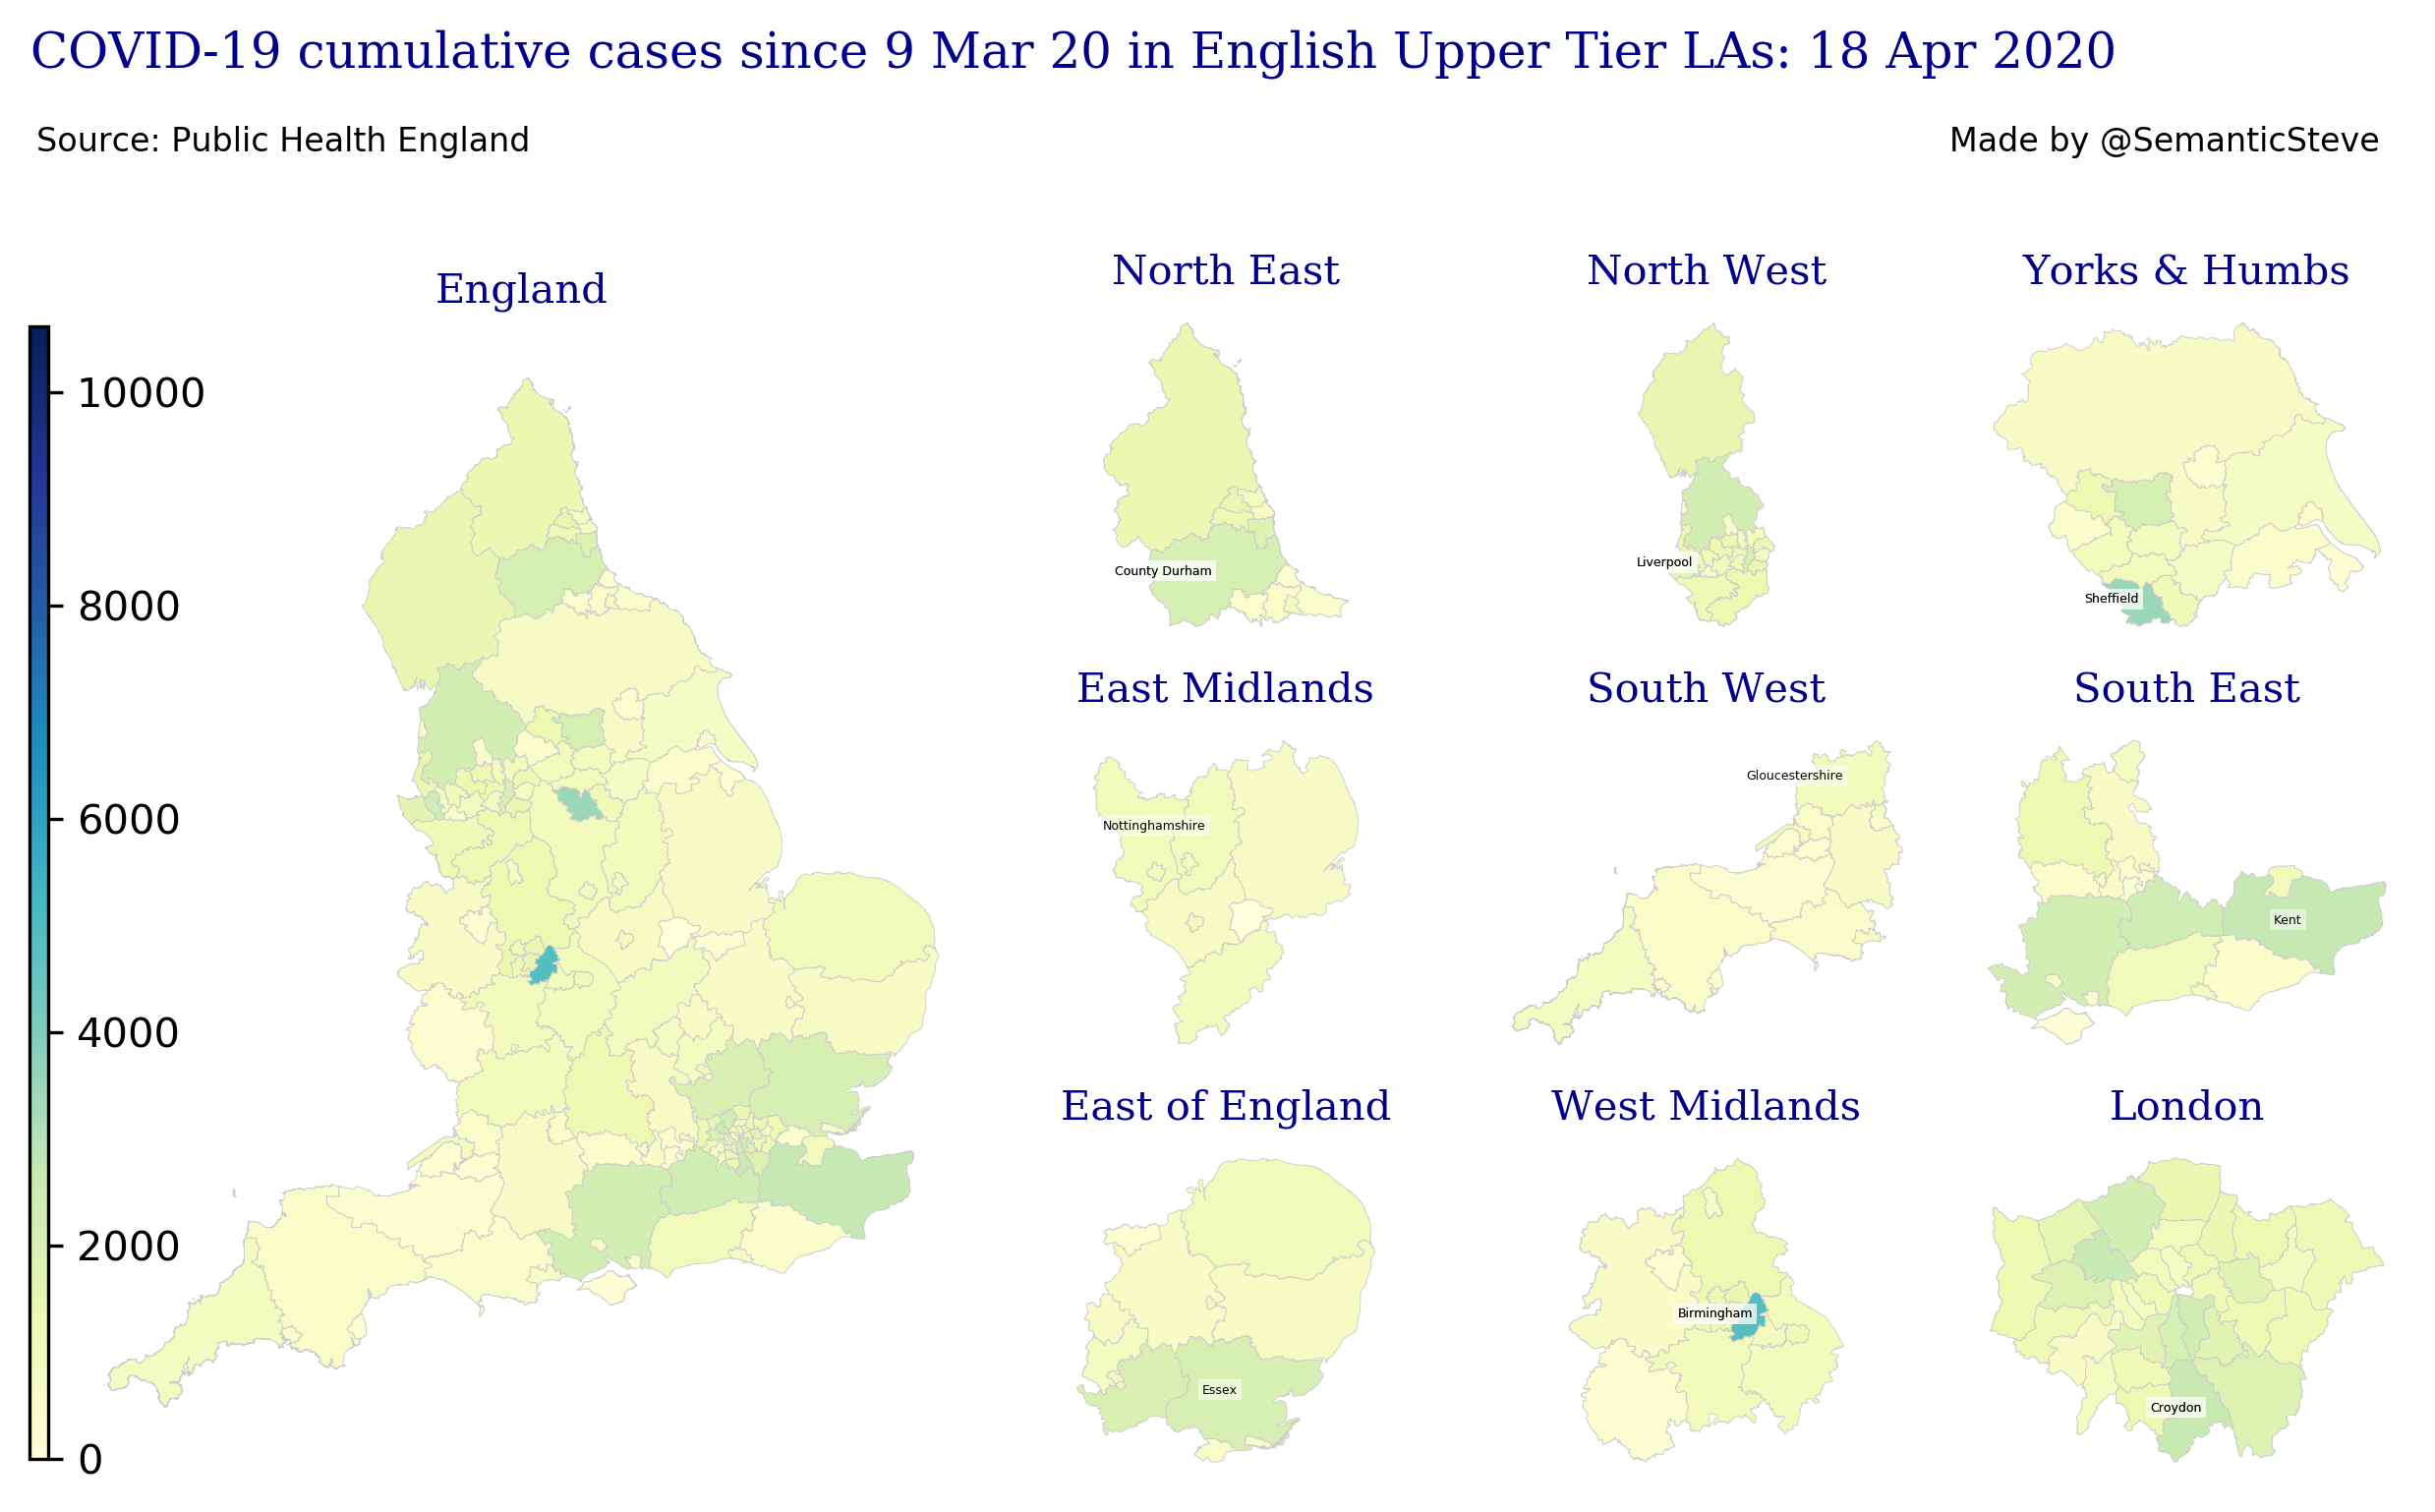 COVID-19 cumulative cases since 9 Mar 20 in English Upper Tier LAs: 18 Apr 2020
Source: Public Health England
Made by @SemanticSteve
England
10000
8000
6000
4000
2000
0
North East
County Durham
North West
Liverpool
Yorks & Humbs
Sheffield
East Midlands
Nottinghamshire
South West
Gloucestershire
South East
Kent
East of England
Essex
West Midlands
Birmingham
London
Croydon